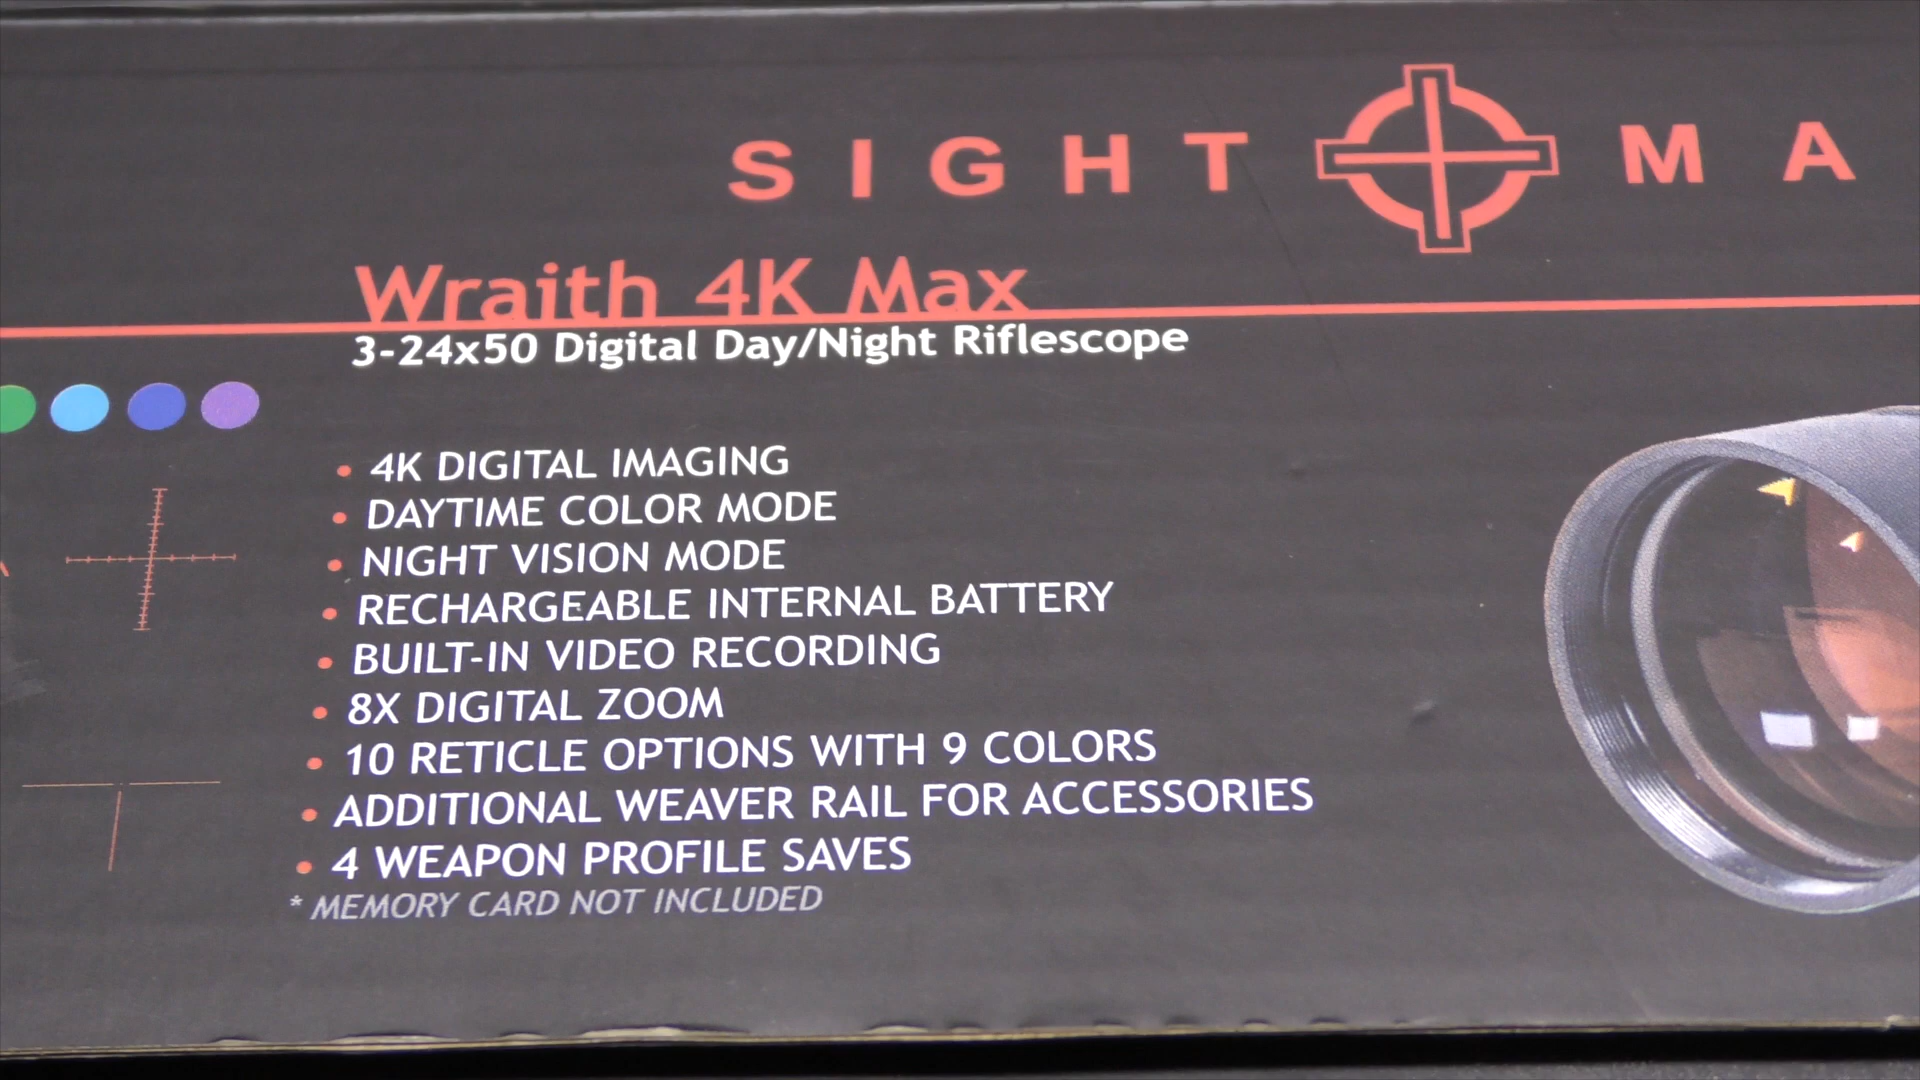 SIGHT MA
Wraith 4K Max
3-24x50 Digital Day/Night Riflescope
• 4K DIGITAL IMAGING
• DAYTIME COLOR MODE
• NIGHT VISION MODE
• RECHARGEABLE INTERNAL BATTERY
• BUILT-IN VIDEO RECORDING
• 8X DIGITAL ZOOM
• 10 RETICLE OPTIONS WITH 9 COLORS
• ADDITIONAL WEAVER RAIL FOR ACCESSORIES
• 4 WEAPON PROFILE SAVES
* MEMORY CARD NOT INCLUDED